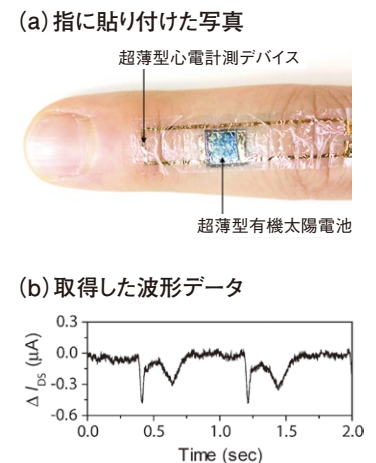 (a)指に貼り付けた写真
超薄型心電計測デバイス
超薄型有機太陽電池
(b)取得した波形データ
Δ I_DS (μA)
0.3
0.0
-0.3
-0.6
0.0 0.5 1.0 1.5 2.0
Time (sec)